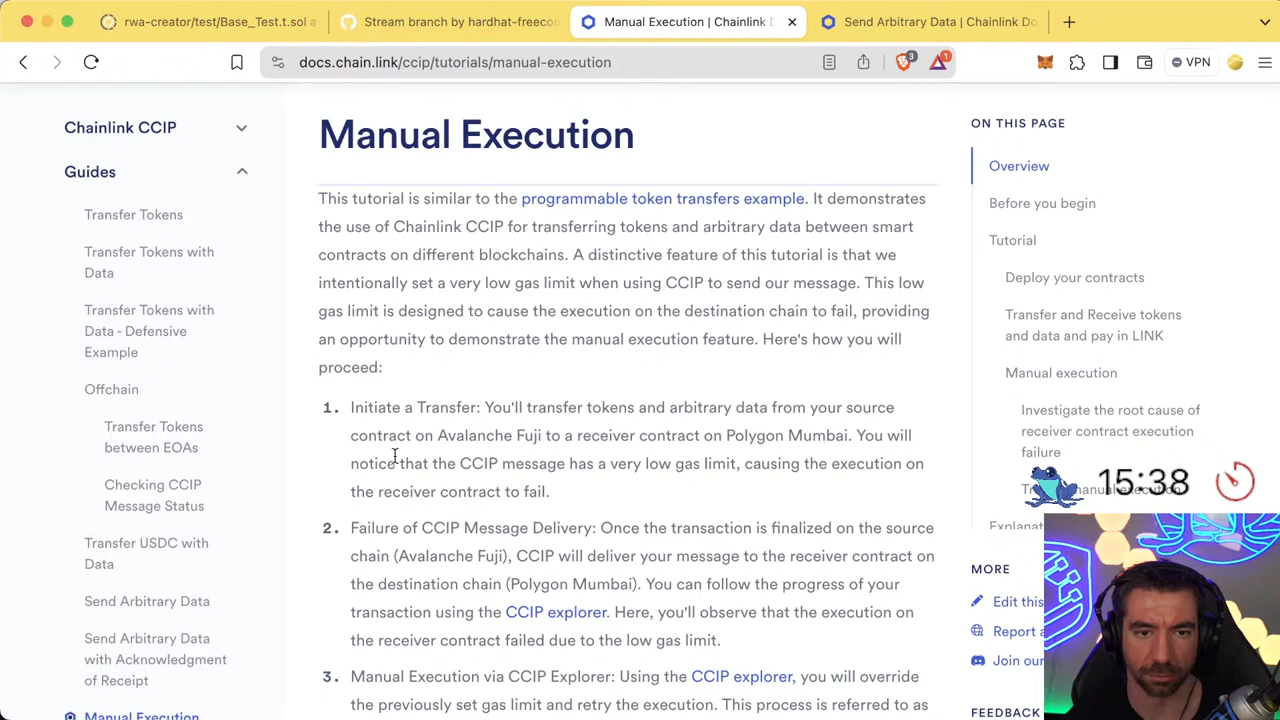 rwa-creator/test/Base_Test.t.sol a
Stream branch by hardhat-freeco
Manual Execution | Chainlink D
Send Arbitrary Data | Chainlink Do
docs.chain.link/ccip/tutorials/manual-execution
3
1
VPN
Chainlink CCIP
Guides
Transfer Tokens
Transfer Tokens with
Data
Transfer Tokens with
Data - Defensive
Example
Offchain
Transfer Tokens
between EOAs
Checking CCIP
Message Status
Transfer USDC with
Data
Send Arbitrary Data
Send Arbitrary Data
with Acknowledgment
of Receipt
Manual Execution
Manual Execution
This tutorial is similar to the programmable token transfers example. It demonstrates
the use of Chainlink CCIP for transferring tokens and arbitrary data between smart
contracts on different blockchains. A distinctive feature of this tutorial is that we
intentionally set a very low gas limit when using CCIP to send our message. This low
gas limit is designed to cause the execution on the destination chain to fail, providing
an opportunity to demonstrate the manual execution feature. Here's how you will
proceed:
1. Initiate a Transfer: You'll transfer tokens and arbitrary data from your source
contract on Avalanche Fuji to a receiver contract on Polygon Mumbai. You will
notice that the CCIP message has a very low gas limit, causing the execution on
the receiver contract to fail.
2. Failure of CCIP Message Delivery: Once the transaction is finalized on the source
chain (Avalanche Fuji), CCIP will deliver your message to the receiver contract on
the destination chain (Polygon Mumbai). You can follow the progress of your
transaction using the CCIP explorer. Here, you'll observe that the execution on
the receiver contract failed due to the low gas limit.
3. Manual Execution via CCIP Explorer: Using the CCIP explorer, you will override
the previously set gas limit and retry the execution. This process is referred to as
ON THIS PAGE
Overview
Before you begin
Tutorial
Deploy your contracts
Transfer and Receive tokens
and data and pay in LINK
Manual execution
Investigate the root cause of
receiver contract execution
failure
15:38
Explana
MORE
Edit this
Report a
Join our
FEEDBACK